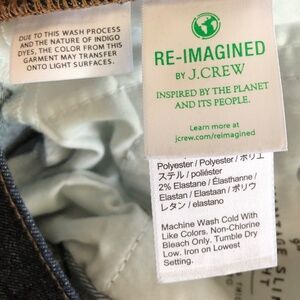 DUE TO THIS WASH PROCESS
AND THE NATURE OF INDIGO
DYES, THE COLOR FROM THIS
GARMENT MAY TRANSFER
ONTO LIGHT SURFACES.
RE-IMAGINED
BY J.CREW
INSPIRED BY THE PLANET
AND ITS PEOPLE.
Learn more at
jcrew.com/reimagined
Polyester / Polyester / ポリエ
ステル / poliéster
2% Elastane / Élasthanne /
Elastan / Elastaan / ポリウ
レタン / elastano
Machine Wash Cold With
Like Colors. Non-Chlorine
Bleach Only. Tumble Dry
Low. Iron on Lowest
Setting.